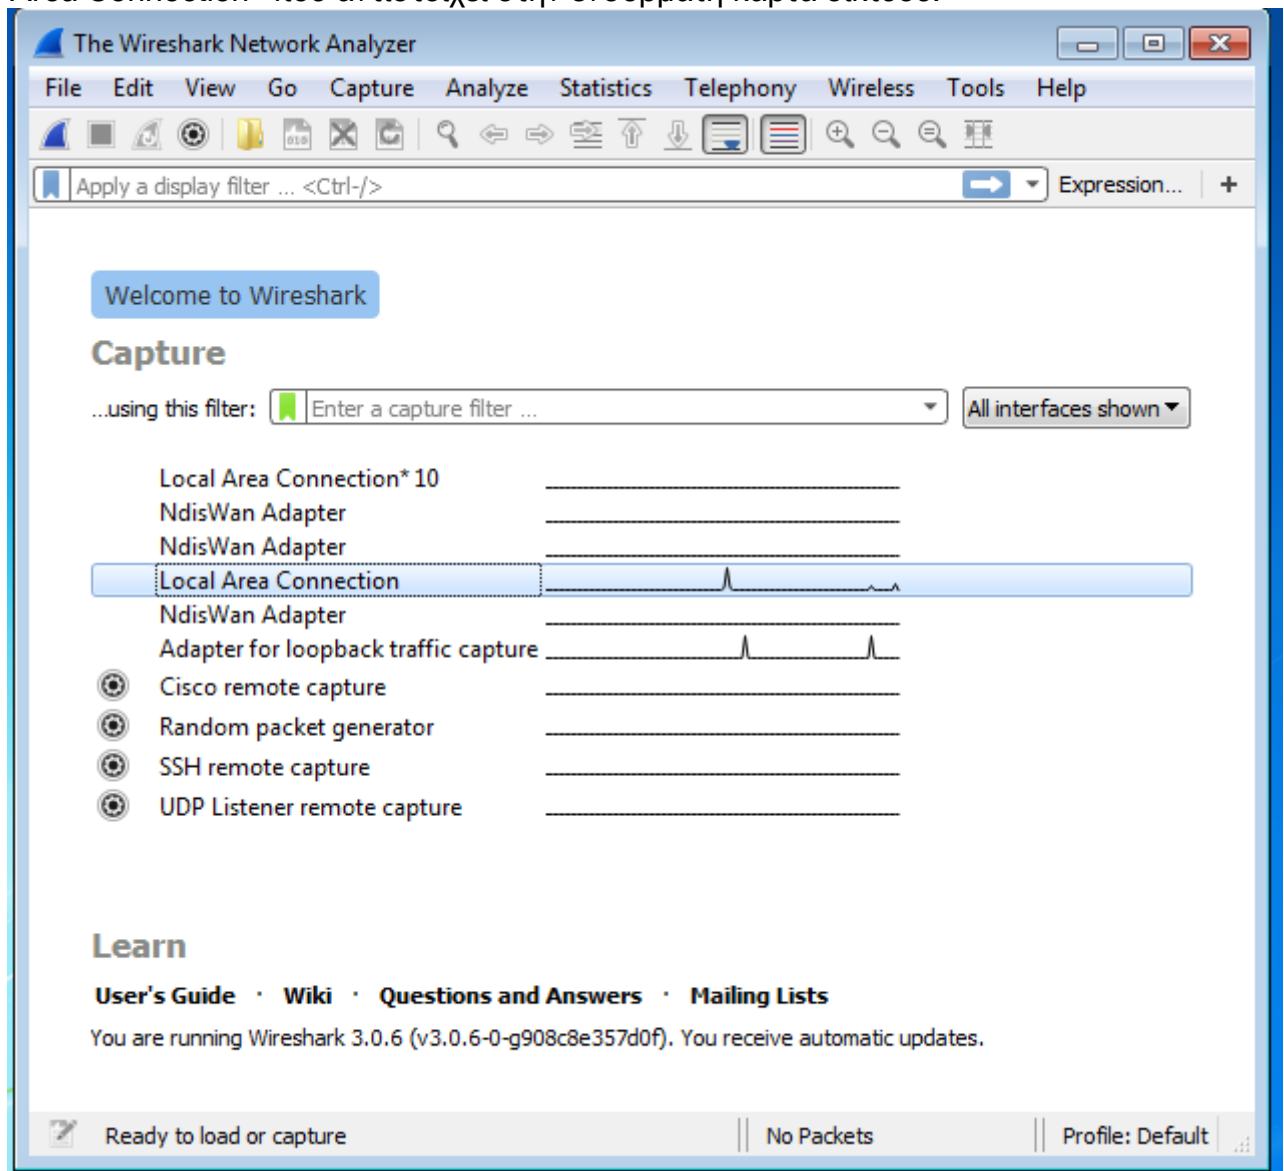 The Wireshark Network Analyzer
File Edit View Go Capture Analyze Statistics Telephony Wireless Tools Help
Apply a display filter ... <Ctrl-/> Expression... +
Welcome to Wireshark
Capture
...using this filter: Enter a capture filter ... All interfaces shown
Local Area Connection* 10
NdisWan Adapter
NdisWan Adapter
Local Area Connection
NdisWan Adapter
Adapter for loopback traffic capture
Cisco remote capture
Random packet generator
SSH remote capture
UDP Listener remote capture
Learn
User's Guide · Wiki · Questions and Answers · Mailing Lists
You are running Wireshark 3.0.6 (v3.0.6-0-g908c8e357d0f). You receive automatic updates.
Ready to load or capture No Packets Profile: Default